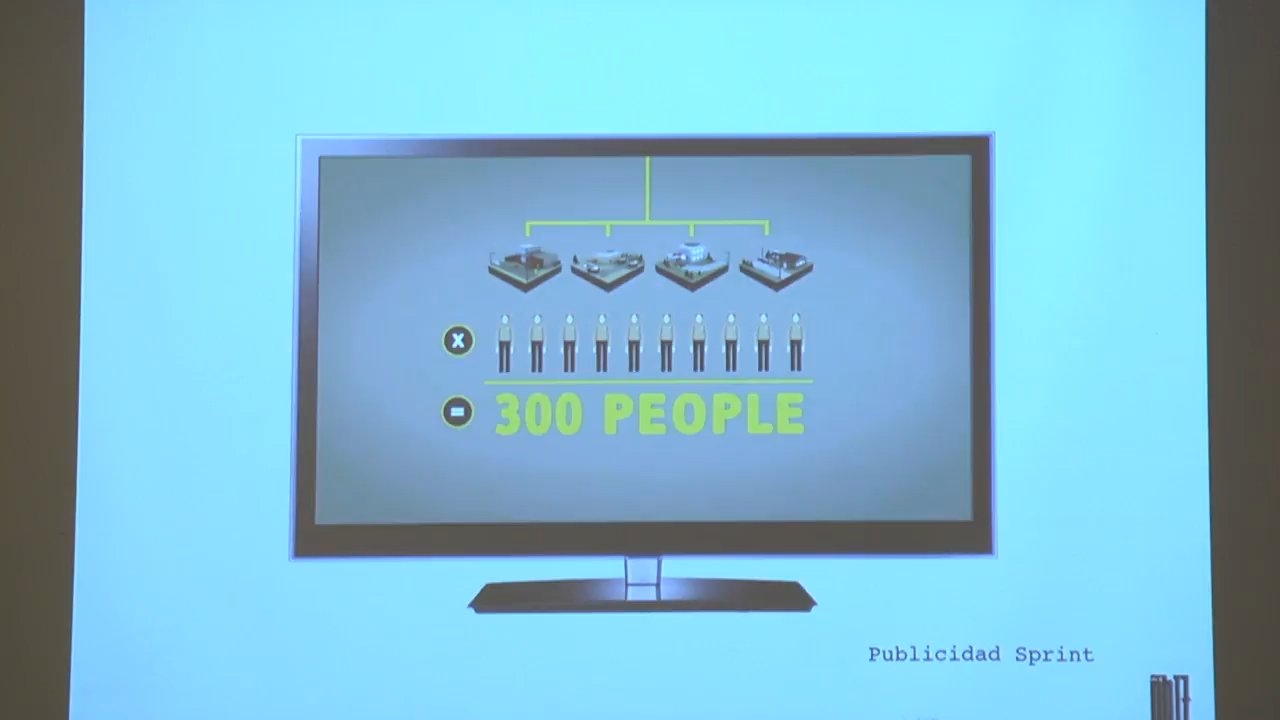 X
=
300 PEOPLE
Publicidad Sprint